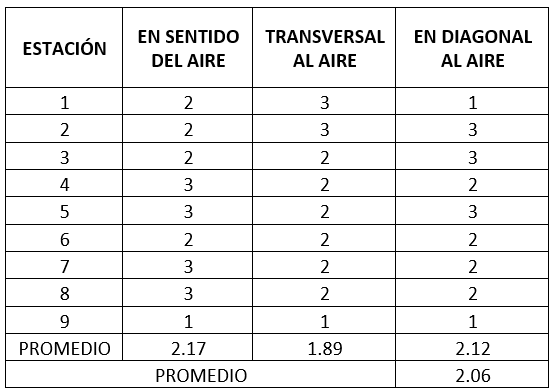 ESTACIÓN EN SENTIDO DEL AIRE TRANSVERSAL AL AIRE EN DIAGONAL AL AIRE
1 2 3 1
2 2 3 3
3 2 2 3
4 3 2 2
5 3 2 3
6 2 2 2
7 3 2 2
8 3 2 2
9 1 1 1
PROMEDIO 2.17 1.89 2.12
PROMEDIO 2.06